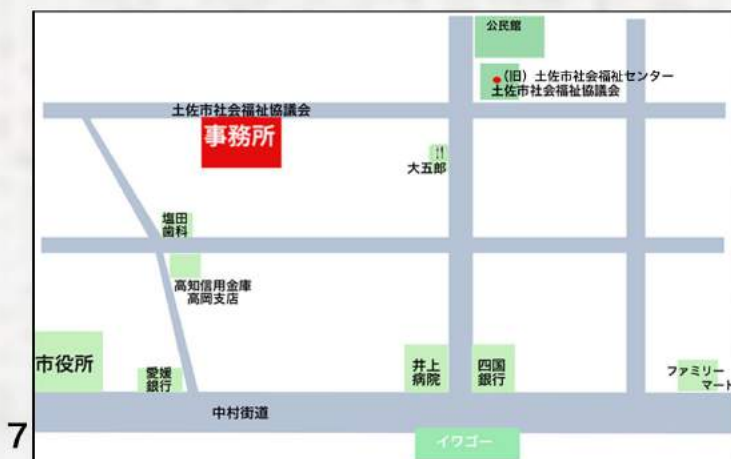 公民館
(旧)土佐市社会福祉センター
土佐市社会福祉協議会
土佐市社会福祉協議会
事務所
大五郎
塩田
歯科
高知信用金庫
高岡支店
市役所
愛媛
銀行
井上
病院
四国
銀行
ファミリー
マート
中村街道
イワゴー
7